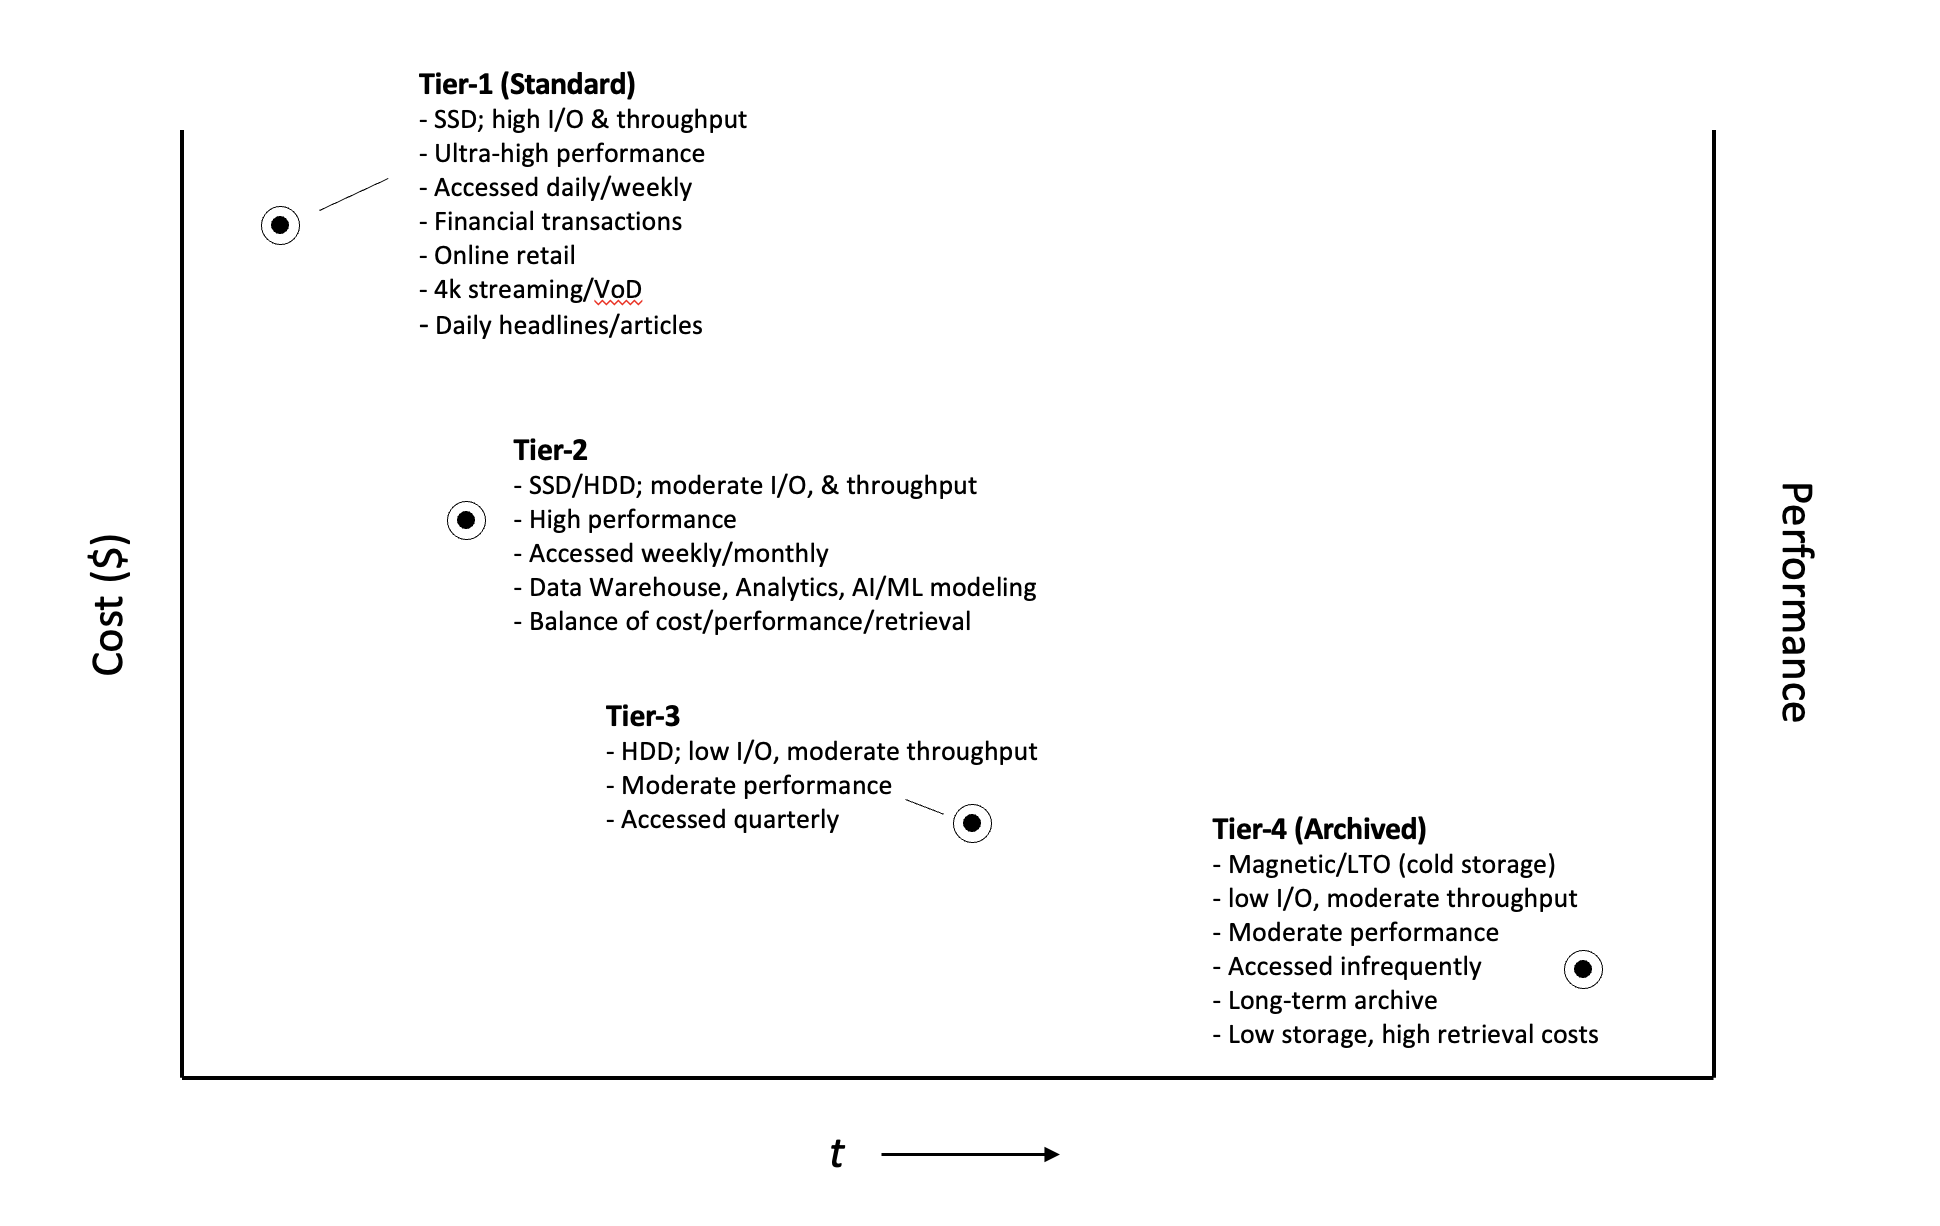 Tier-1 (Standard)
- SSD; high I/O & throughput
- Ultra-high performance
- Accessed daily/weekly
- Financial transactions
- Online retail
- 4k streaming/VoD
- Daily headlines/articles
Tier-2
- SSD/HDD; moderate I/O, & throughput
- High performance
- Accessed weekly/monthly
- Data Warehouse, Analytics, AI/ML modeling
- Balance of cost/performance/retrieval
Cost ($)
Performance
Tier-3
- HDD; low I/O, moderate throughput
- Moderate performance
- Accessed quarterly
Tier-4 (Archived)
- Magnetic/LTO (cold storage)
- low I/O, moderate throughput
- Moderate performance
- Accessed infrequently
- Long-term archive
- Low storage, high retrieval costs
t